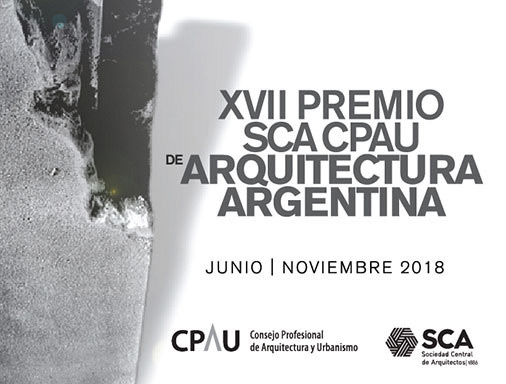 XVII PREMIO
SCA CPAU
DE ARQUITECTURA
ARGENTINA
JUNIO | NOVIEMBRE 2018
CPAU Consejo Profesional
de Arquitectura y Urbanismo
SCA
Sociedad Central
de Arquitectos | 1886